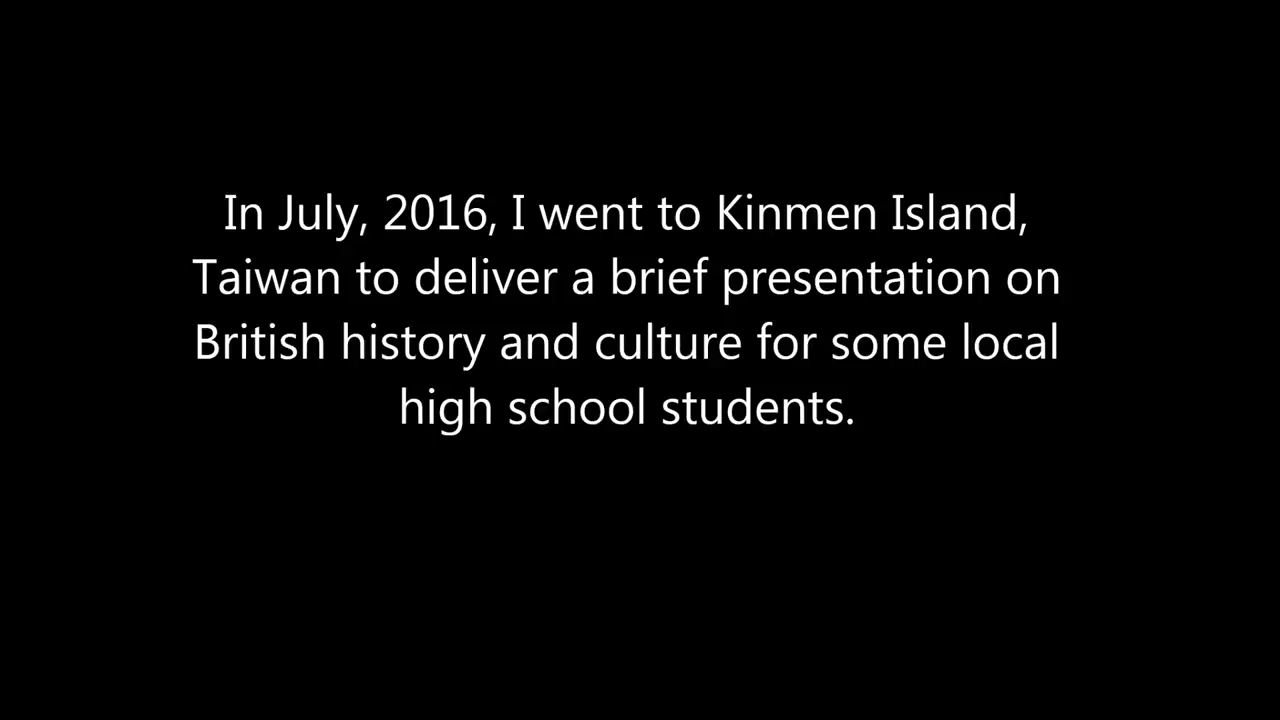 In July, 2016, I went to Kinmen Island,
Taiwan to deliver a brief presentation on
British history and culture for some local
high school students.